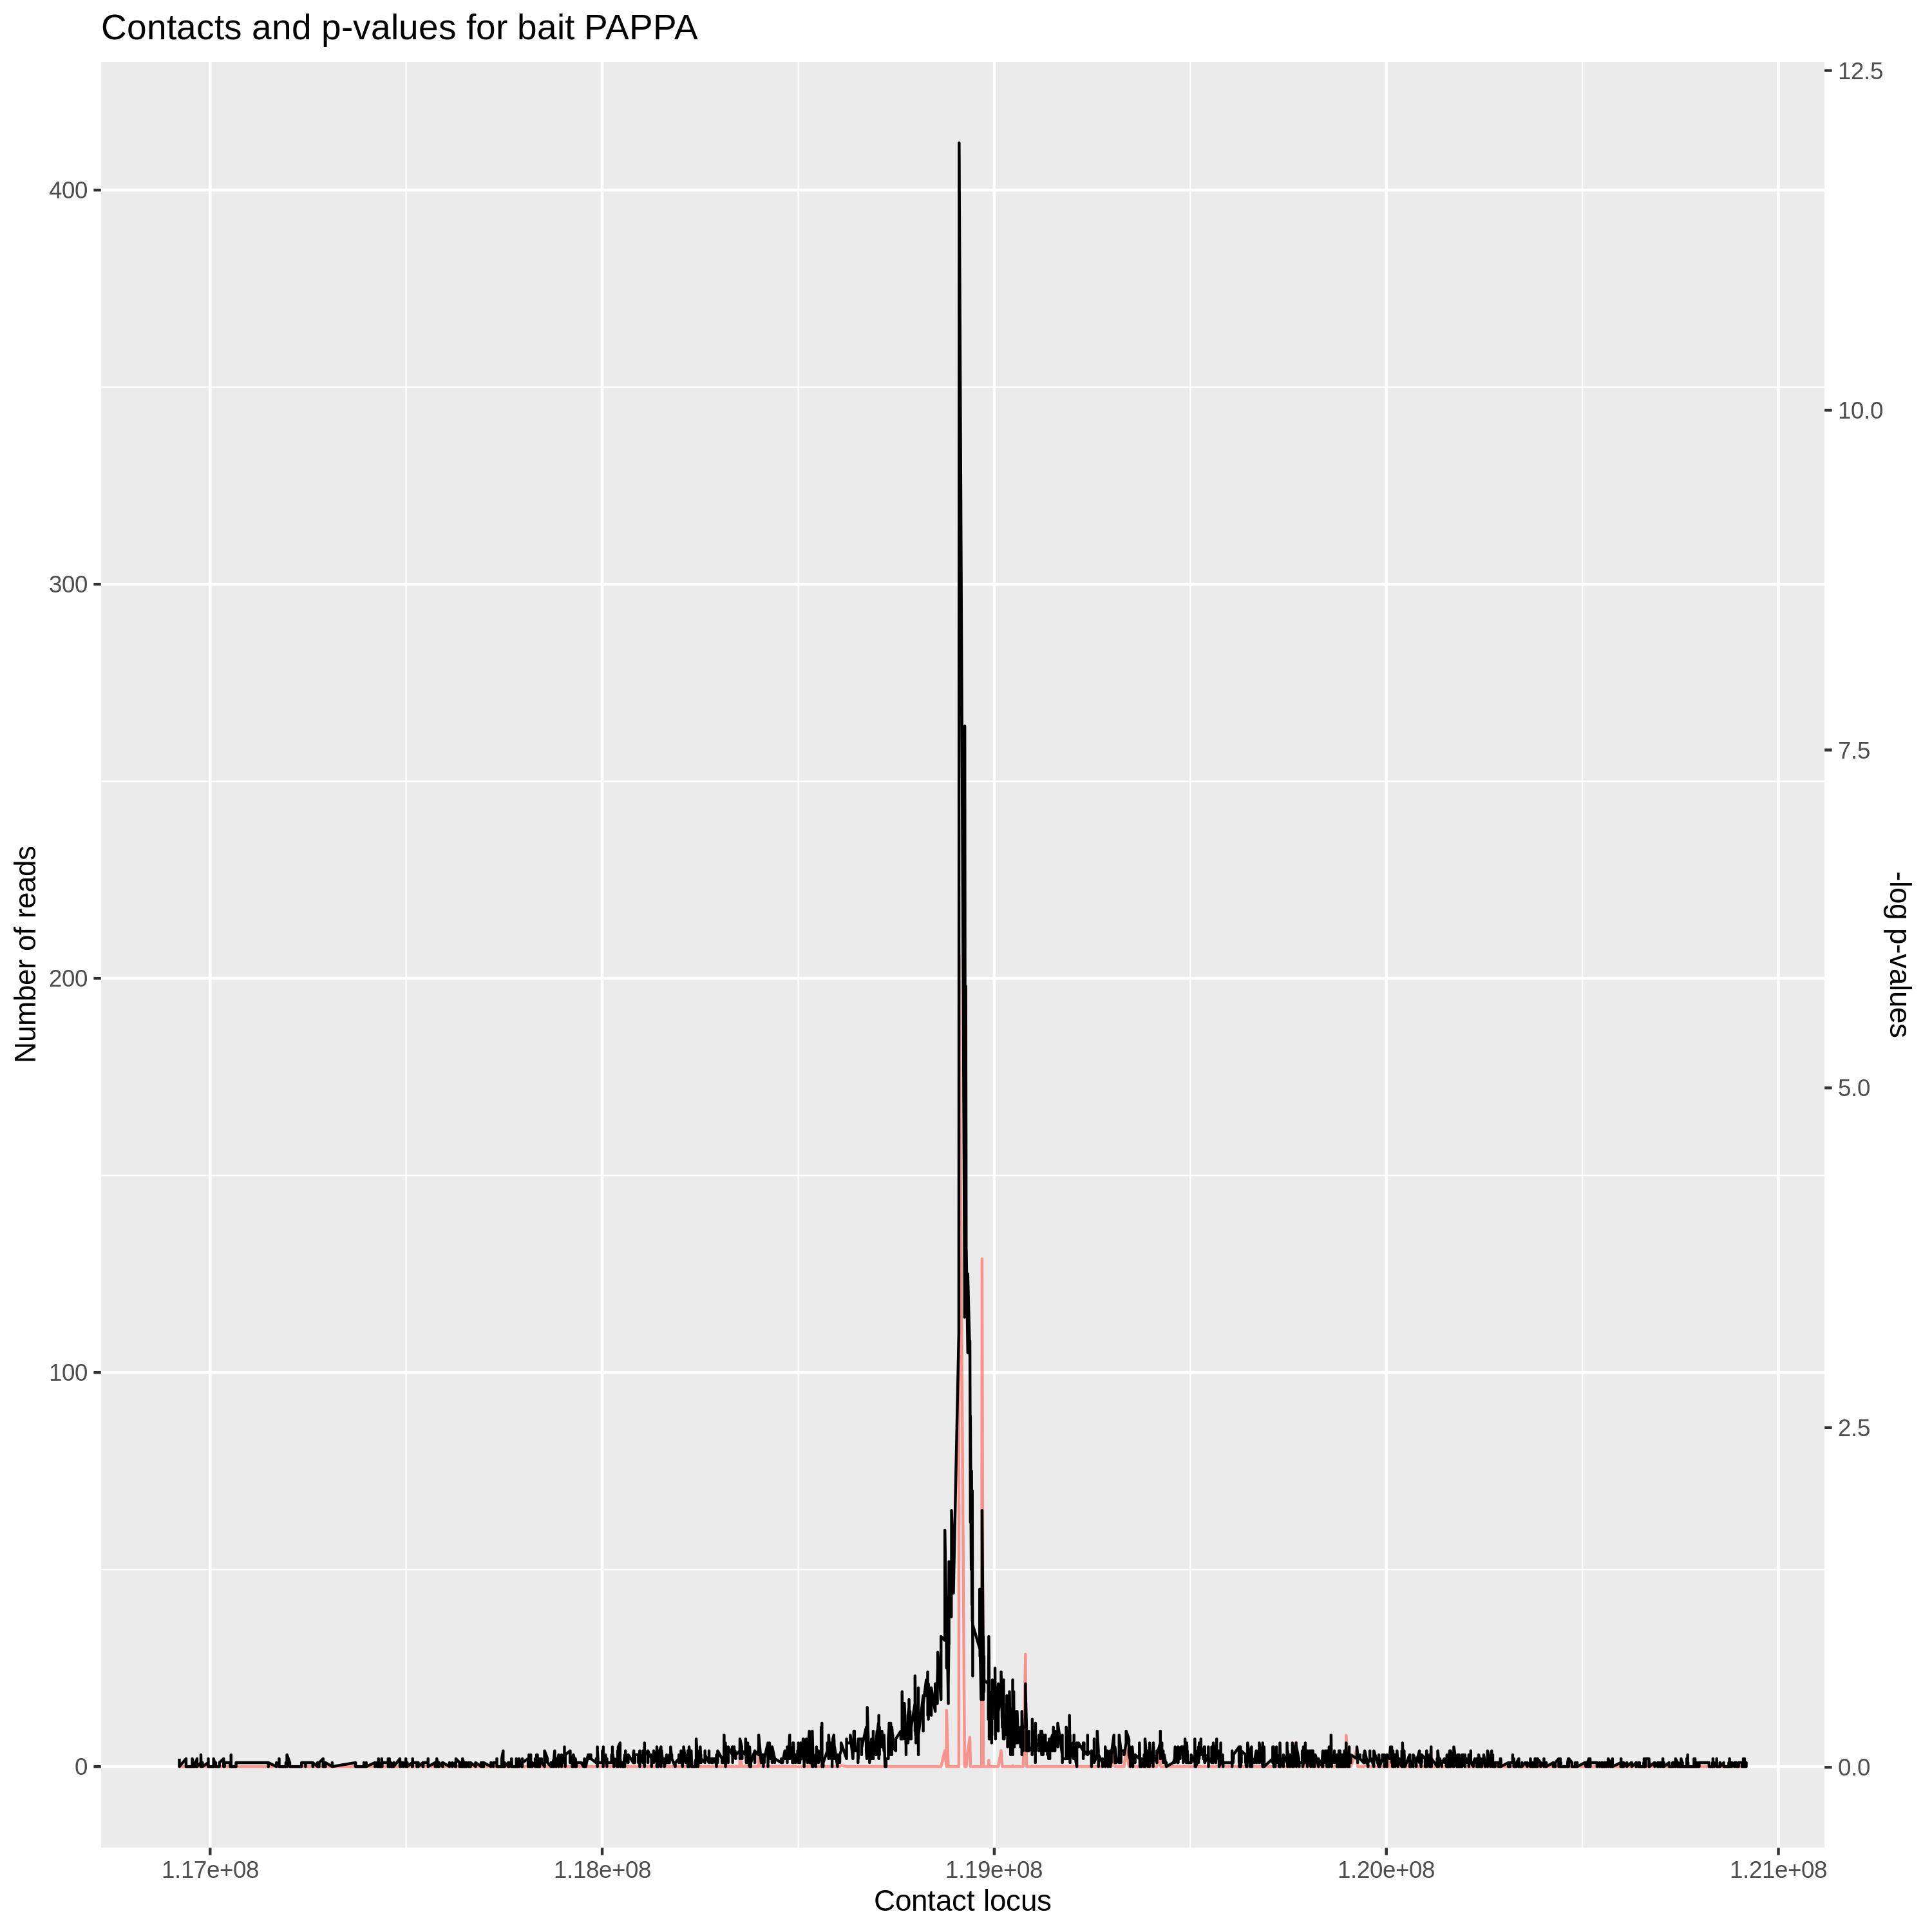 Contacts and p-values for bait PAPPA
12.5
400
10.0
300
7.5
Number of reads
200
-log p-values
5.0
100
2.5
0
0.0
1.17e+08
1.18e+08
1.19e+08
1.20e+08
1.21e+08
Contact locus